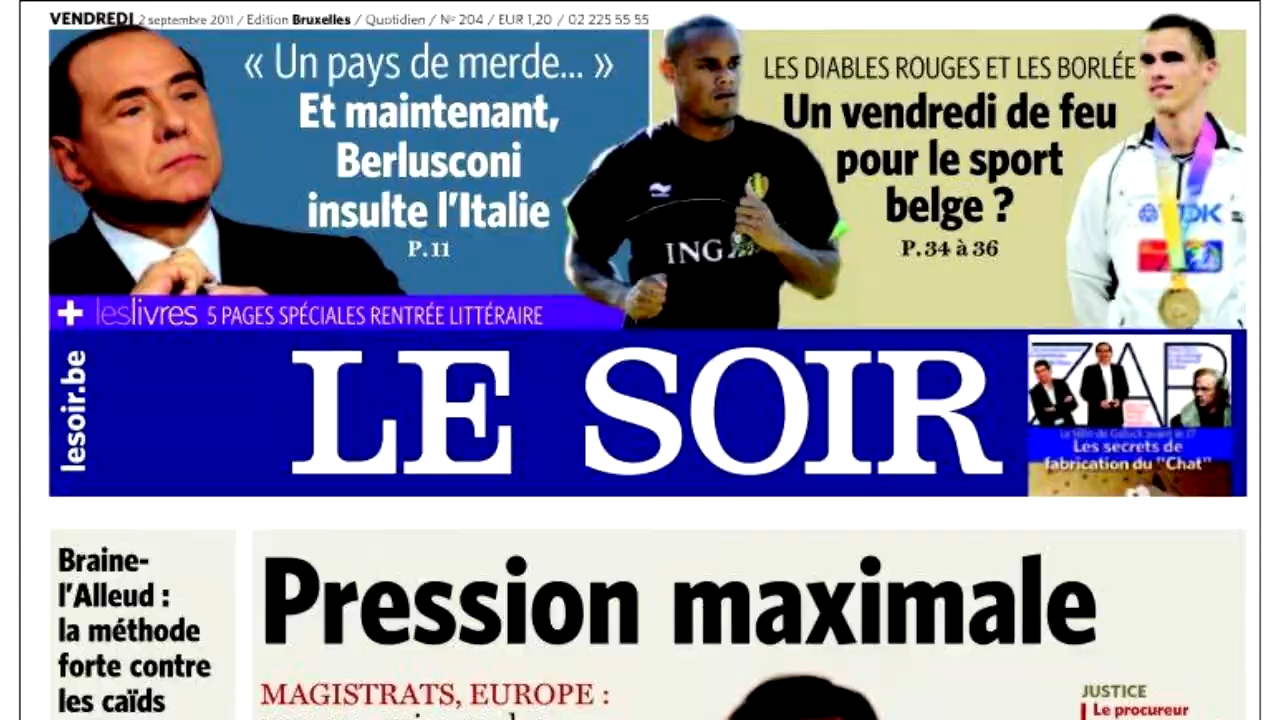 VENDREDI 2 septembre 2011 / Edition Bruxelles / Quotidien / N° 204 / EUR 1,20 / 02 225 55 55
« Un pays de merde... »
Et maintenant,
Berlusconi
insulte l'Italie
P.11
LES DIABLES ROUGES ET LES BORLÉE
Un vendredi de feu
pour le sport
belge ?
P.34 à 36
ING
TDK
+ leslivres 5 PAGES SPÉCIALES RENTRÉE LITTÉRAIRE
lesoir.be
LE SOIR
ZAP
Les secrets de
fabrication du "Chat"
Braine-
l'Alleud :
la méthode
forte contre
les caïds
Pression maximale
MAGISTRATS, EUROPE :
JUSTICE
Le procureur